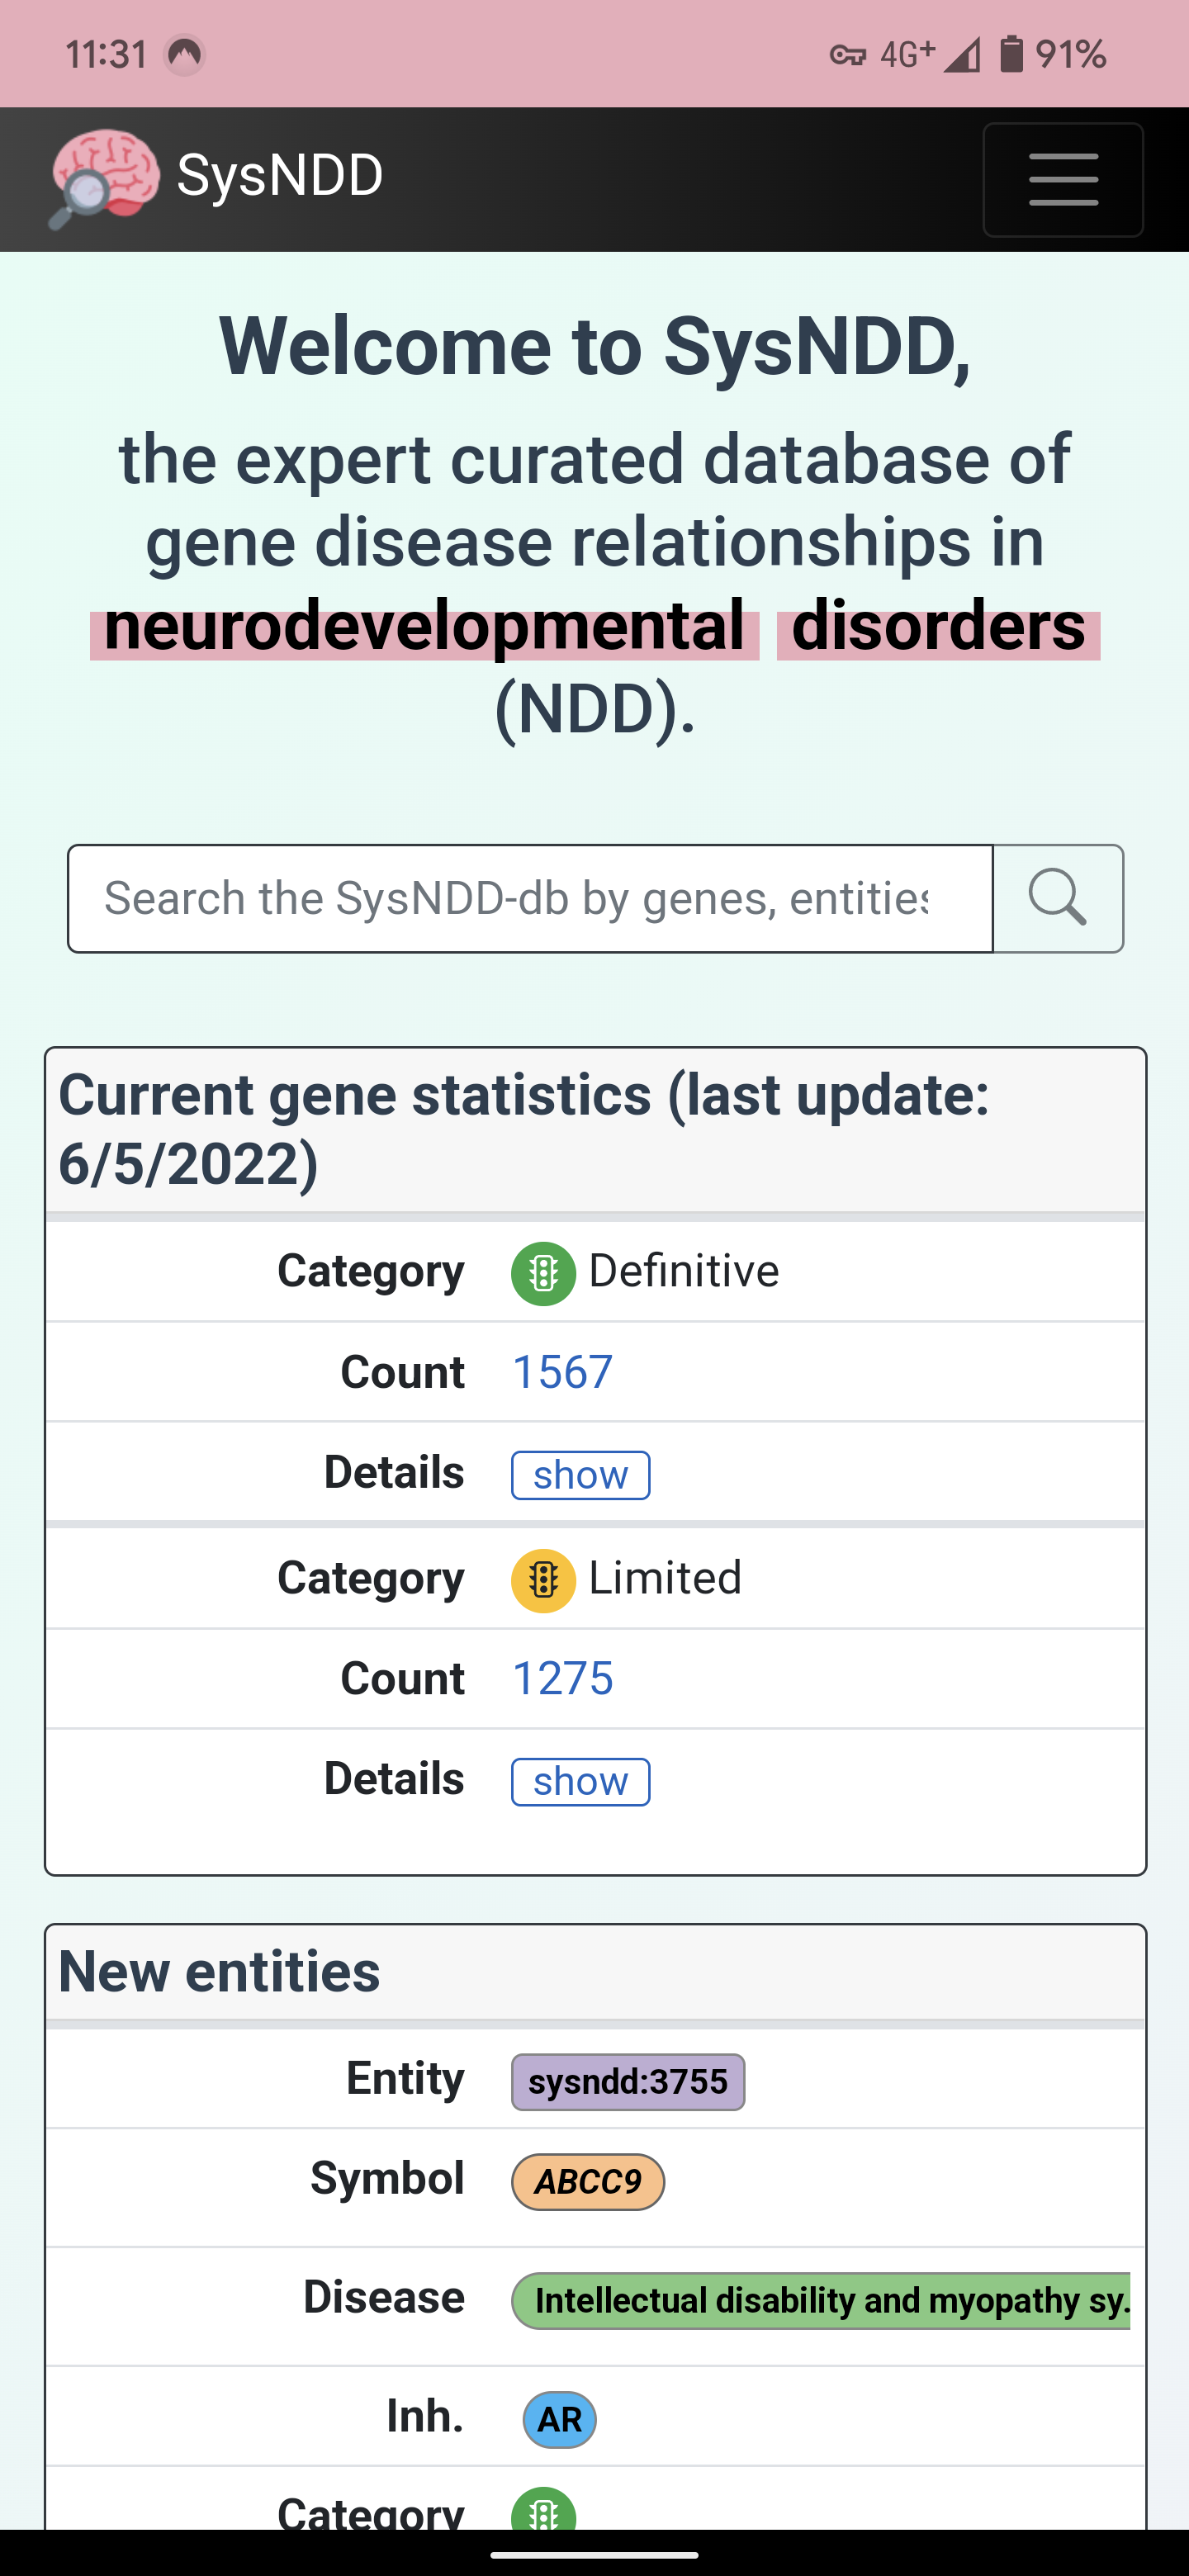 11:31 4G+ 91%
SysNDD
Welcome to SysNDD,
the expert curated database of
gene disease relationships in
neurodevelopmental disorders
(NDD).
Search the SysNDD-db by genes, entities
Current gene statistics (last update:
6/5/2022)
Category Definitive
Count 1567
Details show
Category Limited
Count 1275
Details show
New entities
Entity sysndd:3755
Symbol ABCC9
Disease Intellectual disability and myopathy sy.
Inh. AR
Category